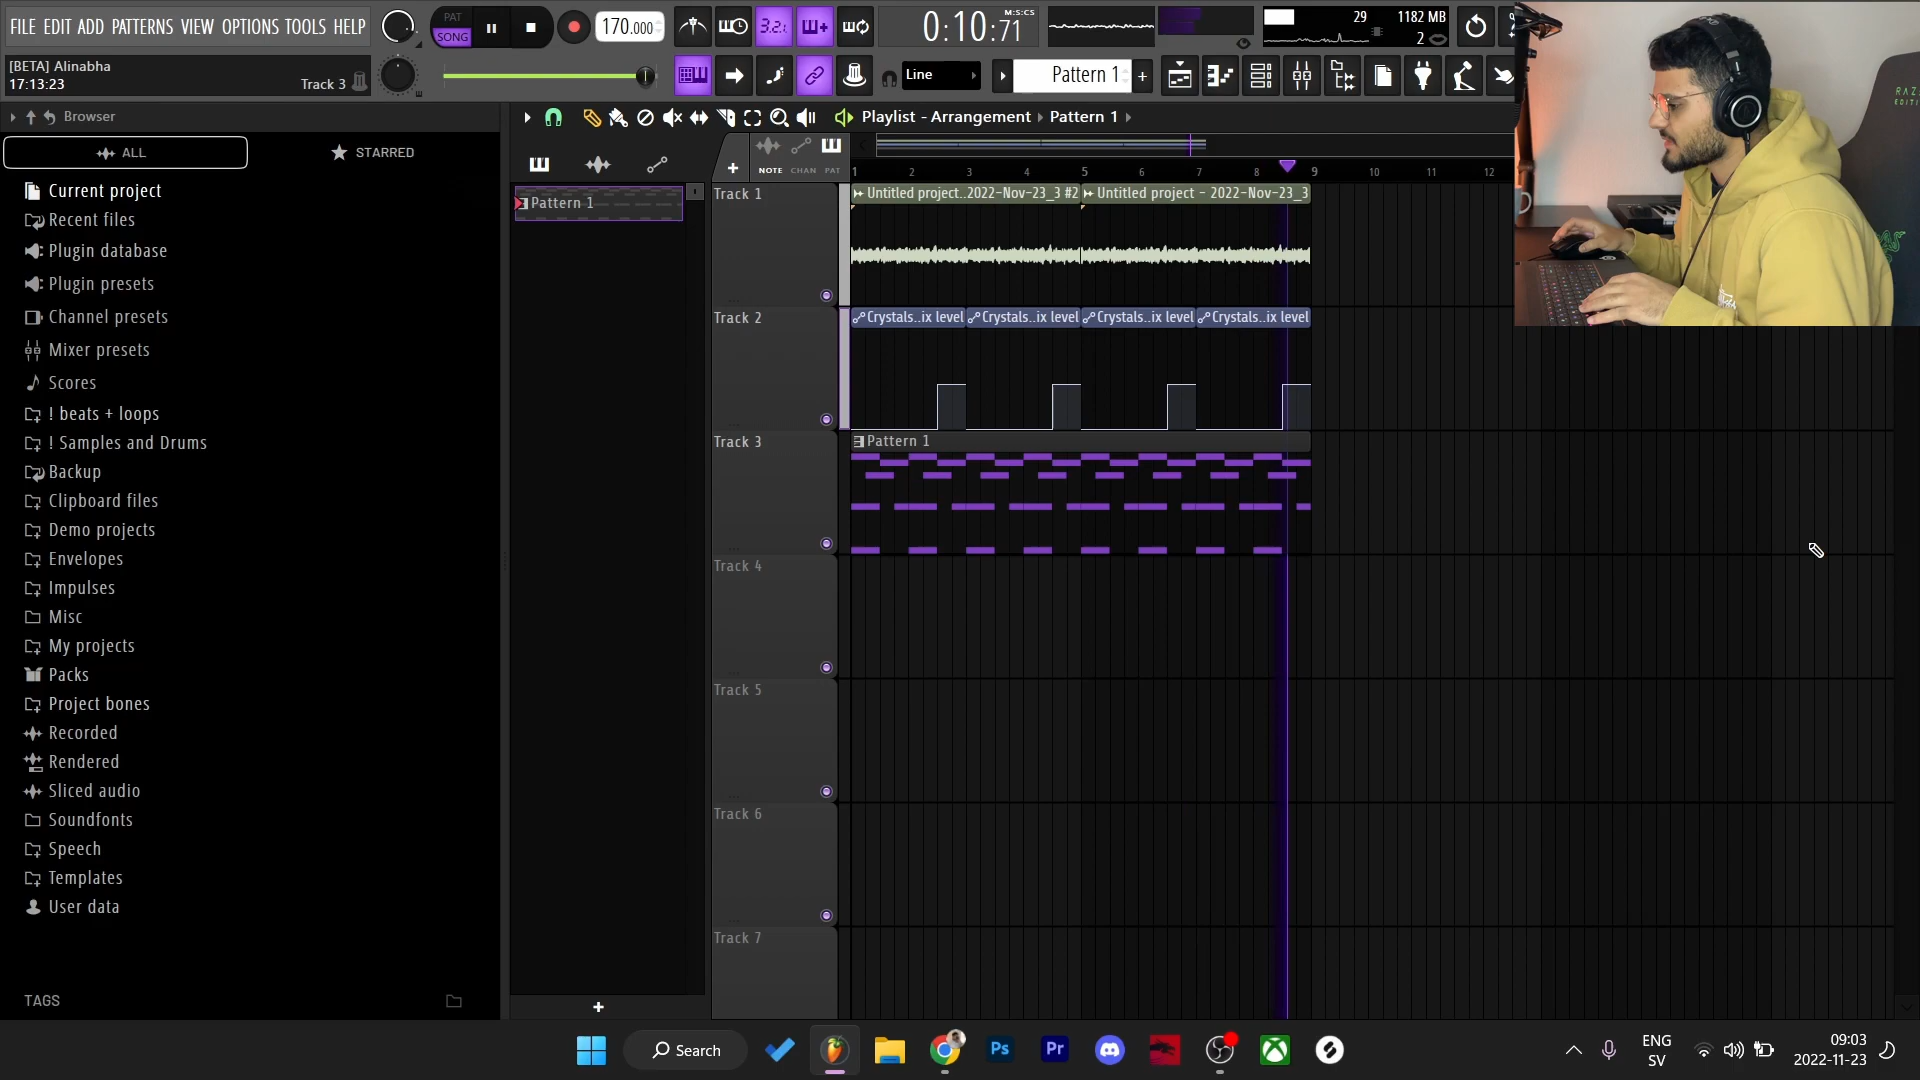 FILE EDIT ADD PATTERNS VIEW OPTIONS TOOLS HELP
PAT
SONG
170.000
3.2.1
0:10:71
M:S:CS
29
1182 MB
2
[BETA] Alinabha
17:13:23
Track 3
Line
Pattern 1
Browser
Playlist - Arrangement
Pattern 1
ALL
STARRED
NOTE
CHAN
PAT
1 2 3 4 5 6 7 8 9 10 11 12
Current project
Recent files
Plugin database
Plugin presets
Channel presets
Mixer presets
Scores
! beats + loops
! Samples and Drums
Backup
Clipboard files
Demo projects
Envelopes
Impulses
Misc
My projects
Packs
Project bones
Recorded
Rendered
Sliced audio
Soundfonts
Speech
Templates
User data
TAGS
Pattern 1
Track 1
Untitled project..2022-Nov-23_3 #2
Untitled project - 2022-Nov-23_3
Track 2
Crystals..ix level
Crystals..ix level
Crystals..ix level
Crystals..ix level
Track 3
Pattern 1
Track 4
Track 5
Track 6
Track 7
Search
Ps
Pr
ENG
SV
09:03
2022-11-23